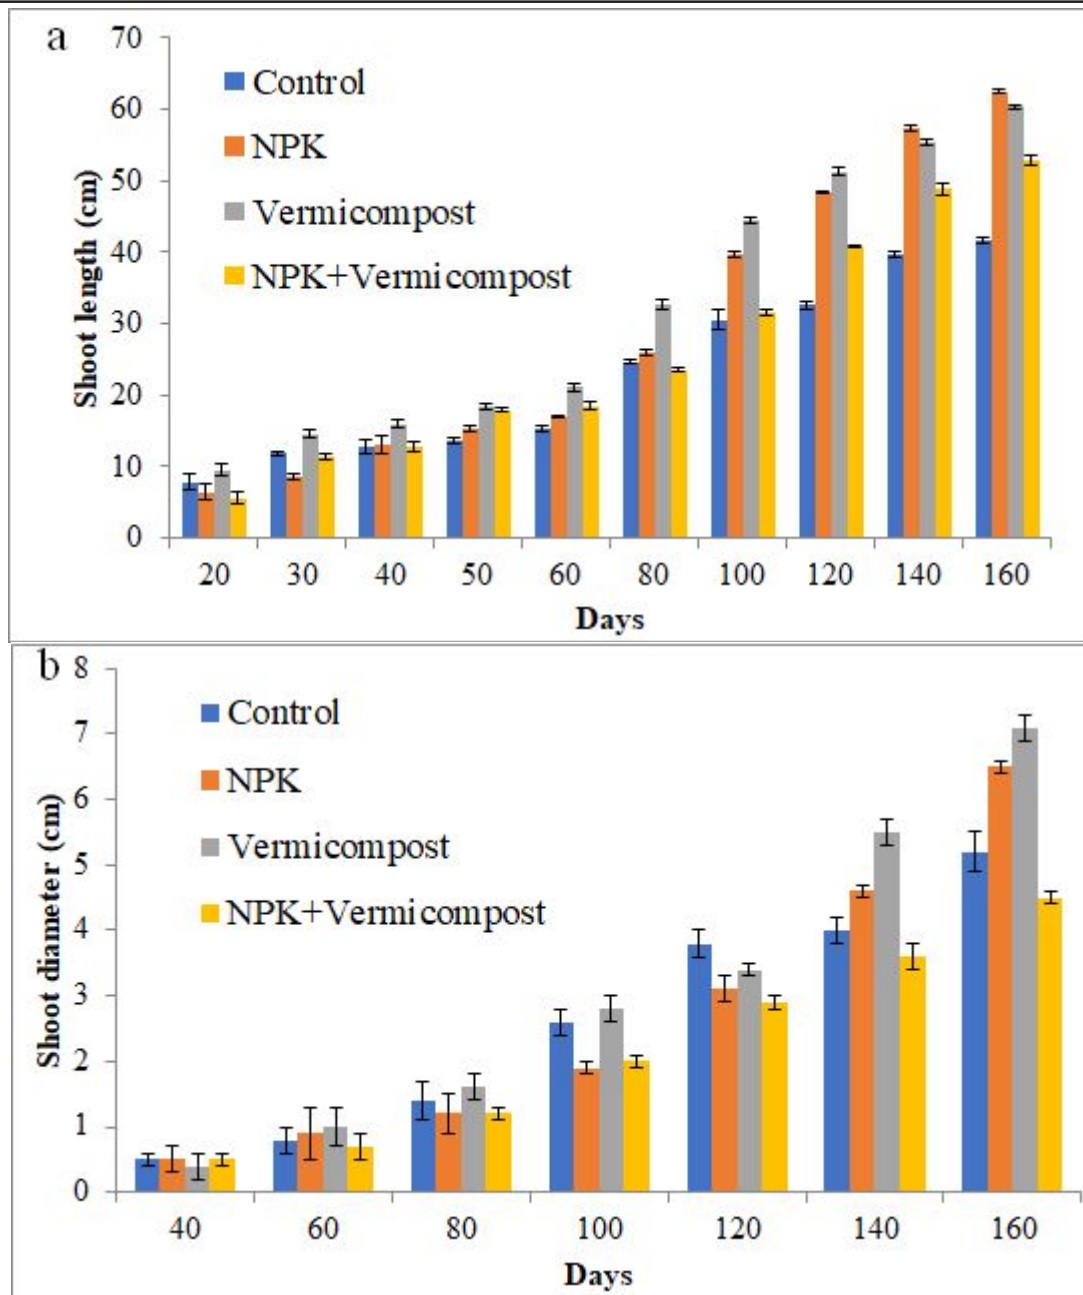 a
70
60
50
40
30
20
10
0
Shoot length (cm)
Control
NPK
Vermicompost
NPK+Vermicompost
20 30 40 50 60 80 100 120 140 160
Days
b
8
7
6
5
4
3
2
1
0
Shoot diameter (cm)
Control
NPK
Vermicompost
NPK+Vermicompost
40 60 80 100 120 140 160
Days